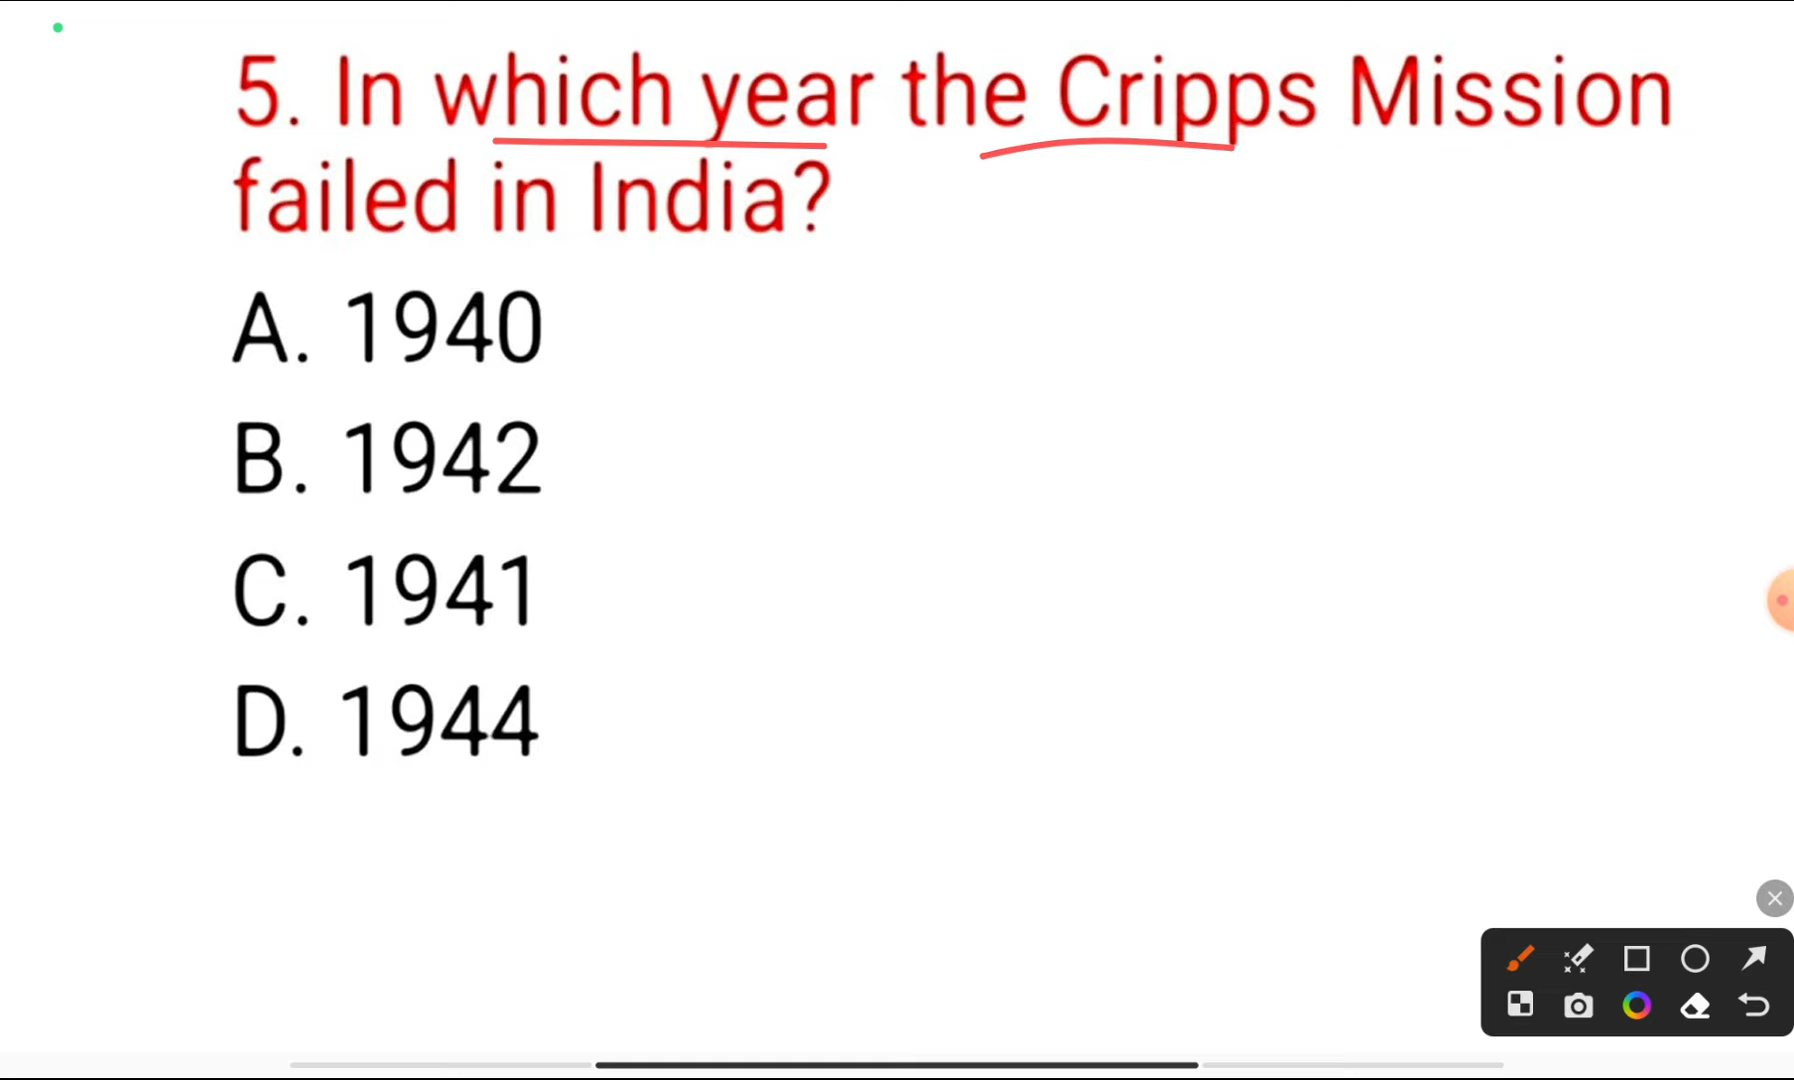 5. In which year the Cripps Mission
failed in India?
A. 1940
B. 1942
C. 1941
D. 1944